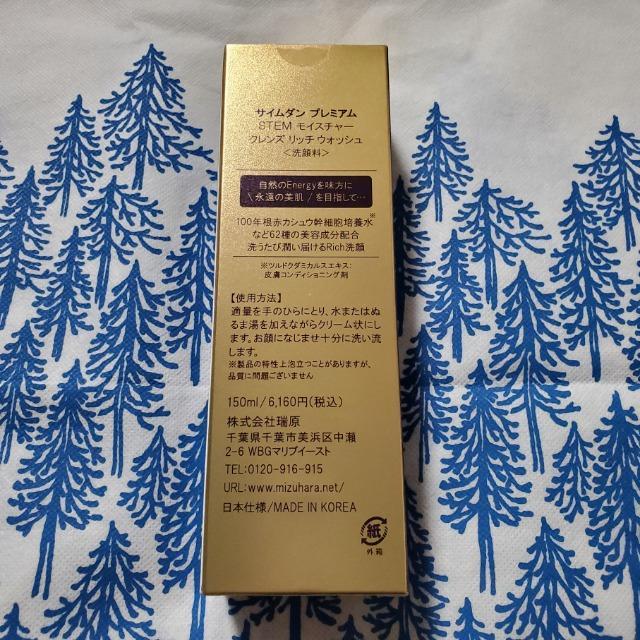 サイムダン プレミアム
STEM モイスチャー
クレンズ リッチ ウォッシュ
<洗顔料>
自然のEnergyを味方に
\永遠の美肌 / を目指して…
100年根赤カシュウ幹細胞培養水※
など62種の美容成分配合
洗うたび潤い届けるRich洗顔
※ツルドクダミカルスエキス:
皮膚コンディショニング剤
【使用方法】
適量を手のひらにとり、水またはぬ
るま湯を加えながらクリーム状にし
ます。お顔になじませ十分に洗い流
します。
※製品の特性上泡立つことがありますが、
品質に問題ございません
150ml/6,160円(税込)
株式会社瑞原
千葉県千葉市美浜区中瀬
2-6 WBGマリブイースト
TEL:0120-916-915
URL:www.mizuhara.net/
日本仕様/MADE IN KOREA
紙
外箱